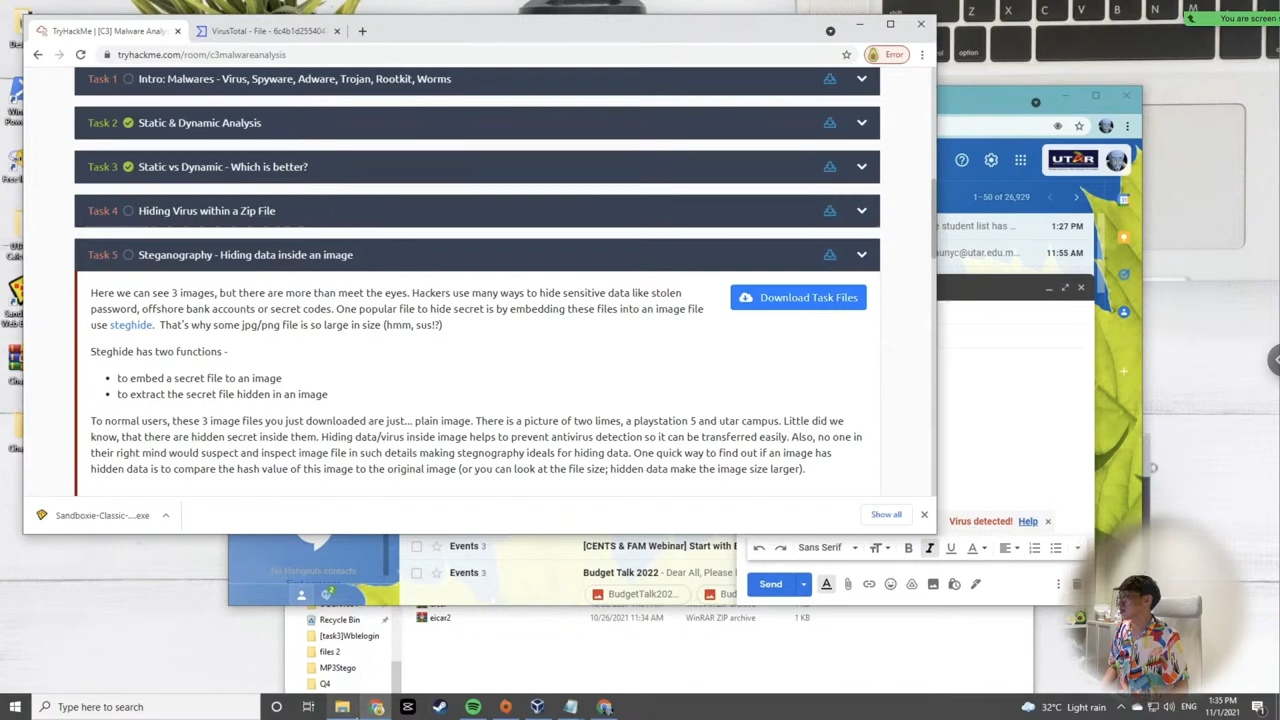 You are screen s
TryHackMe | [C3] Malware Analy
VirusTotal - File - 6c4b1d255404
tryhackme.com/room/c3malwareanalysis
Error
Task 1 Intro: Malwares - Virus, Spyware, Adware, Trojan, Rootkit, Worms
Task 2 Static & Dynamic Analysis
Task 3 Static vs Dynamic - Which is better?
Task 4 Hiding Virus within a Zip File
Task 5 Steganography - Hiding data inside an image
Here we can see 3 images, but there are more than meet the eyes. Hackers use many ways to hide sensitive data like stolen
password, offshore bank accounts or secret codes. One popular file to hide secret is by embedding these files into an image file
use steghide. That's why some jpg/png file is so large in size (hmm, sus!?)
Download Task Files
Steghide has two functions -
• to embed a secret file to an image
• to extract the secret file hidden in an image
To normal users, these 3 image files you just downloaded are just... plain image. There is a picture of two limes, a playstation 5 and utar campus. Little did we
know, that there are hidden secret inside them. Hiding data/virus inside image helps to prevent antivirus detection so it can be transferred easily. Also, no one in
their right mind would suspect and inspect image file in such details making stegnography ideals for hiding data. One quick way to find out if an image has
hidden data is to compare the hash value of this image to the original image (or you can look at the file size; hidden data make the image size larger).
Sandboxie-Classic-....exe
Show all
option
UTAR
1-50 of 26,929
e student list has ... 1:27 PM
aunyc@utar.edu.m... 11:55 AM
Virus detected! Help
No Hangouts contacts
Events 3 [CENTS & FAM Webinar] Start with E
Events 3 Budget Talk 2022 - Dear All, Please
BudgetTalk202... Bud
Sans Serif
Send
2
Recycle Bin
[task3]Wblelogin
files 2
MP3Stego
Q4
eicar2 10/26/2021 11:34 AM WinRAR ZIP archive 1 KB
Type here to search
32°C Light rain
1:35 PM
11/1/2021
1